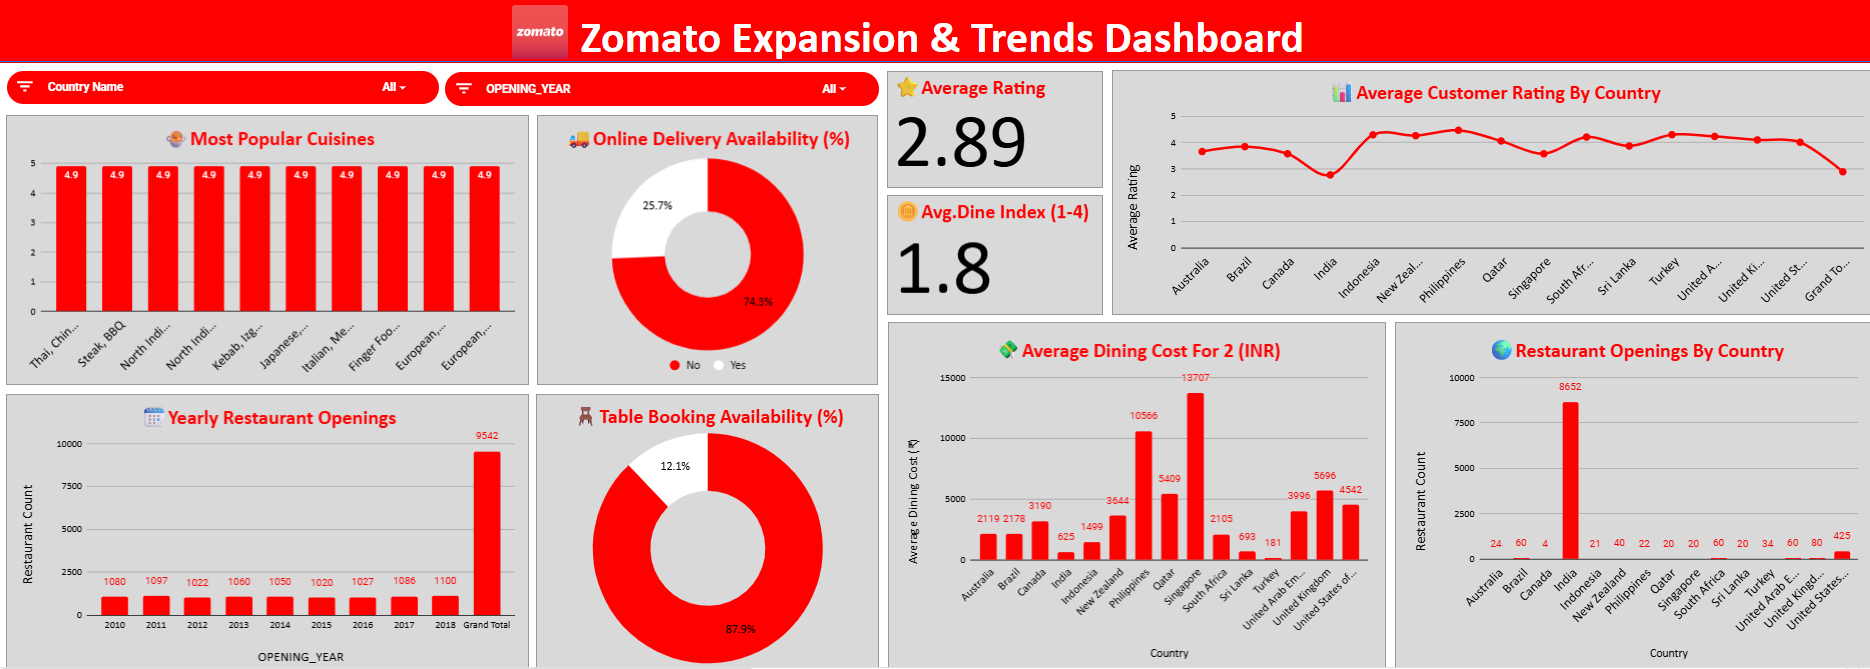 zomato
Zomato Expansion & Trends Dashboard
Country Name
All
OPENING_YEAR
All
Most Popular Cuisines
5
4
3
2
1
0
4.9 4.9 4.9 4.9 4.9 4.9 4.9 4.9 4.9 4.9
Thai, Chin...
Steak, BBQ
North Indi...
North Indi...
Kebab, Izg...
Japanese,...
Italian, Me...
Finger Foo...
European,...
European,...
Online Delivery Availability (%)
25.7%
74.3%
No Yes
Average Rating
2.89
Avg.Dine Index (1-4)
1.8
Average Customer Rating By Country
Average Rating
5
4
3
2
1
0
Australia
Brazil
Canada
India
Indonesia
New Zeal...
Philippines
Qatar
Singapore
South Afr...
Sri Lanka
Turkey
United A...
United Ki...
United St...
Grand To...
Yearly Restaurant Openings
Restaurant Count
10000
7500
5000
2500
0
1080 1097 1022 1060 1050 1020 1027 1086 1100 9542
2010 2011 2012 2013 2014 2015 2016 2017 2018 Grand Total
OPENING_YEAR
Table Booking Availability (%)
12.1%
87.9%
Average Dining Cost For 2 (INR)
Average Dining Cost (₹)
15000
10000
5000
0
2119 2178 3190 625 1499 3644 10566 5409 13707 2105 693 181 3996 5696 4542
Australia
Brazil
Canada
India
Indonesia
New Zealand
Philippines
Qatar
Singapore
South Africa
Sri Lanka
Turkey
United Arab Em...
United Kingdom
United States of...
Country
Restaurant Openings By Country
Restaurant Count
10000
7500
5000
2500
0
24 60 4 8652 21 40 22 20 20 60 20 34 60 80 425
Australia
Brazil
Canada
India
Indonesia
New Zealand
Philippines
Qatar
Singapore
South Africa
Sri Lanka
Turkey
United Arab E...
United Kingd...
United States...
Country